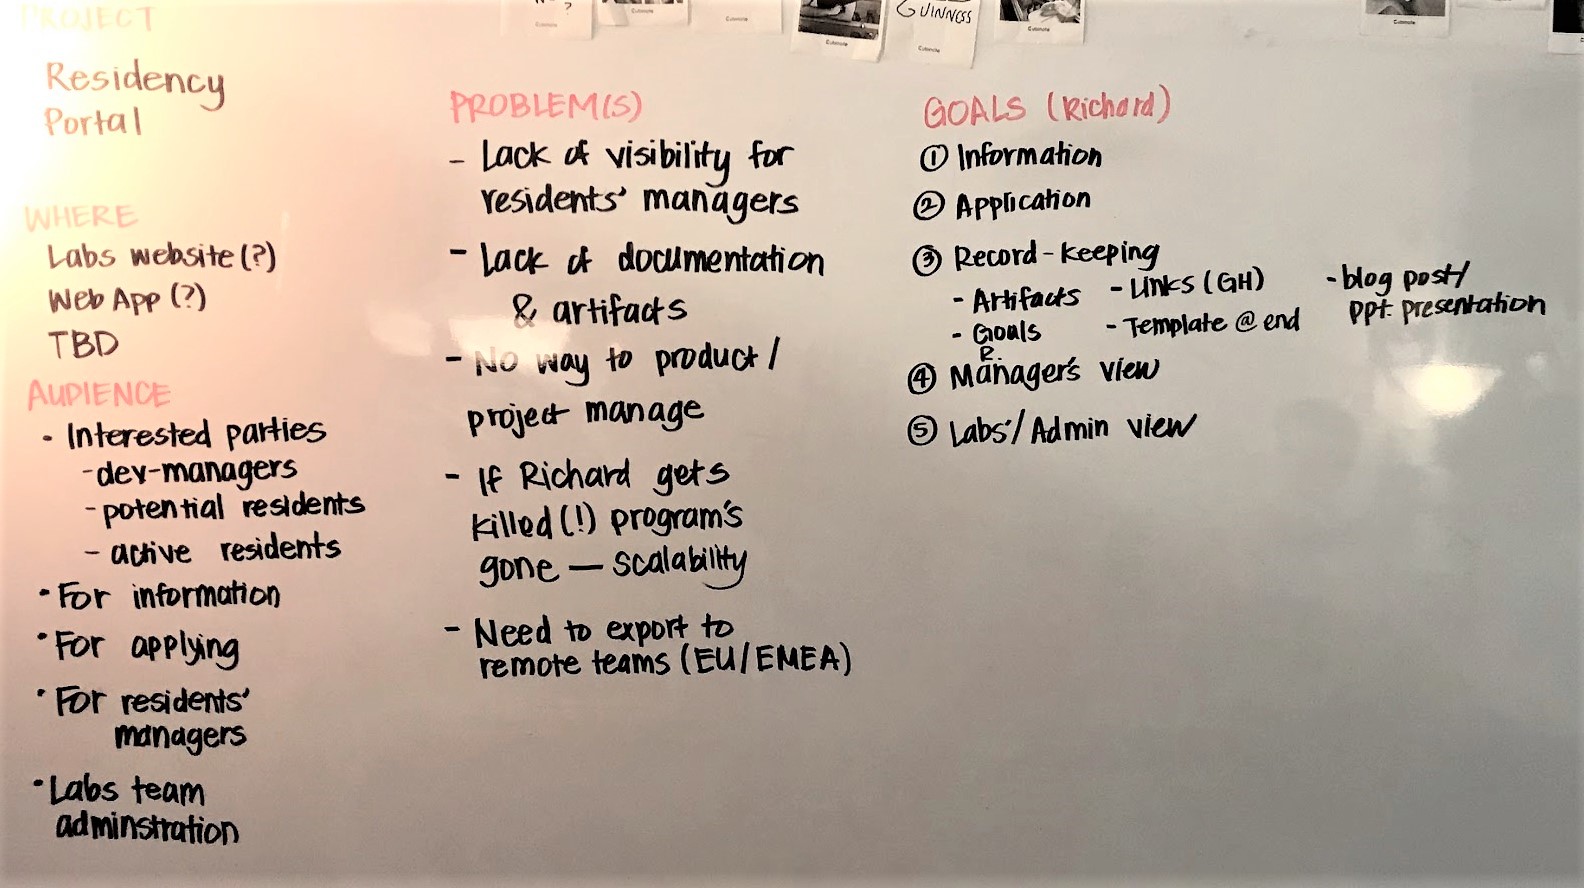 PROJECT
Residency
Portal
WHERE
Labs website (?)
Web App (?)
TBD
AUDIENCE
• Interested parties
- dev-managers
- potential residents
- active residents
• For information
• For applying
• For residents'
managers
• Labs team
adminstration
PROBLEM(S)
- Lack of visibility for
residents' managers
- Lack of documentation
& artifacts
- No way to product/
project manage
- If Richard gets
killed (!) program's
gone — scalability
- Need to export to
remote teams (EU/EMEA)
?
GUINNESS
GOALS (Richard)
① Information
② Application
③ Record-keeping
- Artifacts - Links (GH) - blog post/
ppt. presentation
- Goals - Template @ end
R.
④ Manager's view
⑤ Labs'/Admin view